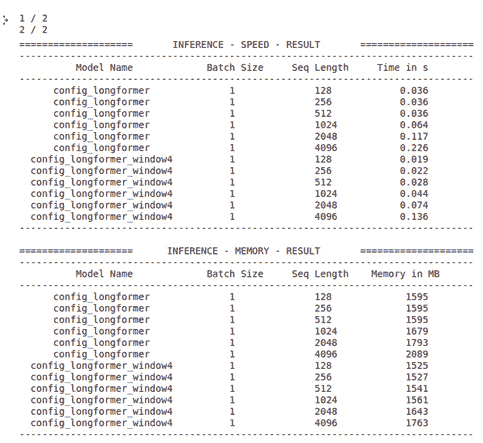 1 / 2
2 / 2
==================== INFERENCE - SPEED - RESULT ====================
--------------------------------------------------------------------------------
Model Name Batch Size Seq Length Time in s
--------------------------------------------------------------------------------
config_longformer 1 128 0.036
config_longformer 1 256 0.036
config_longformer 1 512 0.036
config_longformer 1 1024 0.064
config_longformer 1 2048 0.117
config_longformer 1 4096 0.226
config_longformer_window4 1 128 0.019
config_longformer_window4 1 256 0.022
config_longformer_window4 1 512 0.028
config_longformer_window4 1 1024 0.044
config_longformer_window4 1 2048 0.074
config_longformer_window4 1 4096 0.136
--------------------------------------------------------------------------------
==================== INFERENCE - MEMORY - RESULT ====================
--------------------------------------------------------------------------------
Model Name Batch Size Seq Length Memory in MB
--------------------------------------------------------------------------------
config_longformer 1 128 1595
config_longformer 1 256 1595
config_longformer 1 512 1595
config_longformer 1 1024 1679
config_longformer 1 2048 1793
config_longformer 1 4096 2089
config_longformer_window4 1 128 1525
config_longformer_window4 1 256 1527
config_longformer_window4 1 512 1541
config_longformer_window4 1 1024 1561
config_longformer_window4 1 2048 1643
config_longformer_window4 1 4096 1763
--------------------------------------------------------------------------------